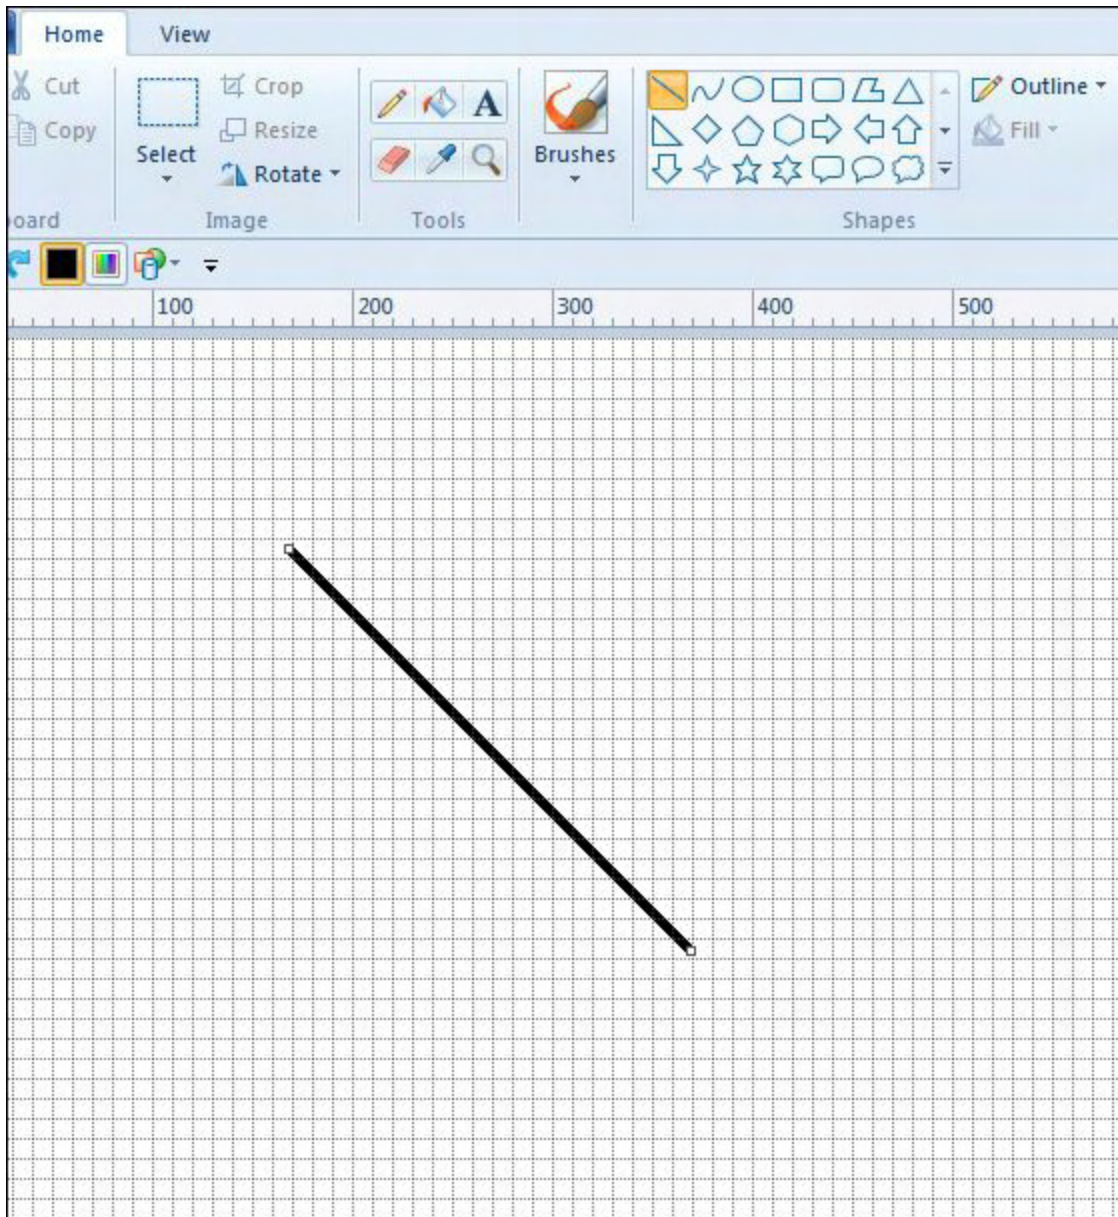 Home View
Cut
Copy
Select
Crop
Resize
Rotate
A
Brushes
Outline
Fill
oard Image Tools Shapes
100 200 300 400 500